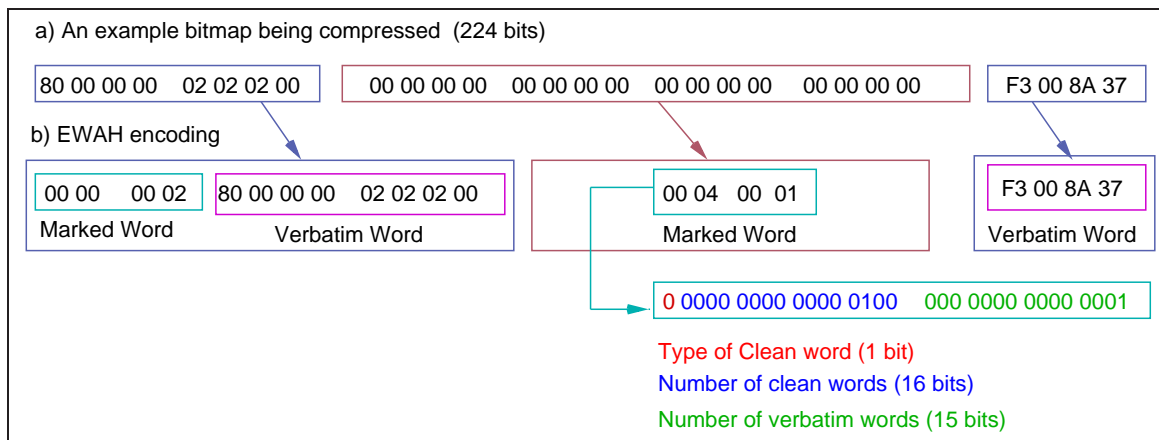 a) An example bitmap being compressed (224 bits)
80 00 00 00 02 02 02 00 00 00 00 00 00 00 00 00 00 00 00 00 00 00 00 00 F3 00 8A 37
b) EWAH encoding
00 00 00 02 80 00 00 00 02 02 02 00 00 04 00 01 F3 00 8A 37
Marked Word Verbatim Word Marked Word Verbatim Word
0 0000 0000 0000 0100 000 0000 0000 0001
Type of Clean word (1 bit)
Number of clean words (16 bits)
Number of verbatim words (15 bits)